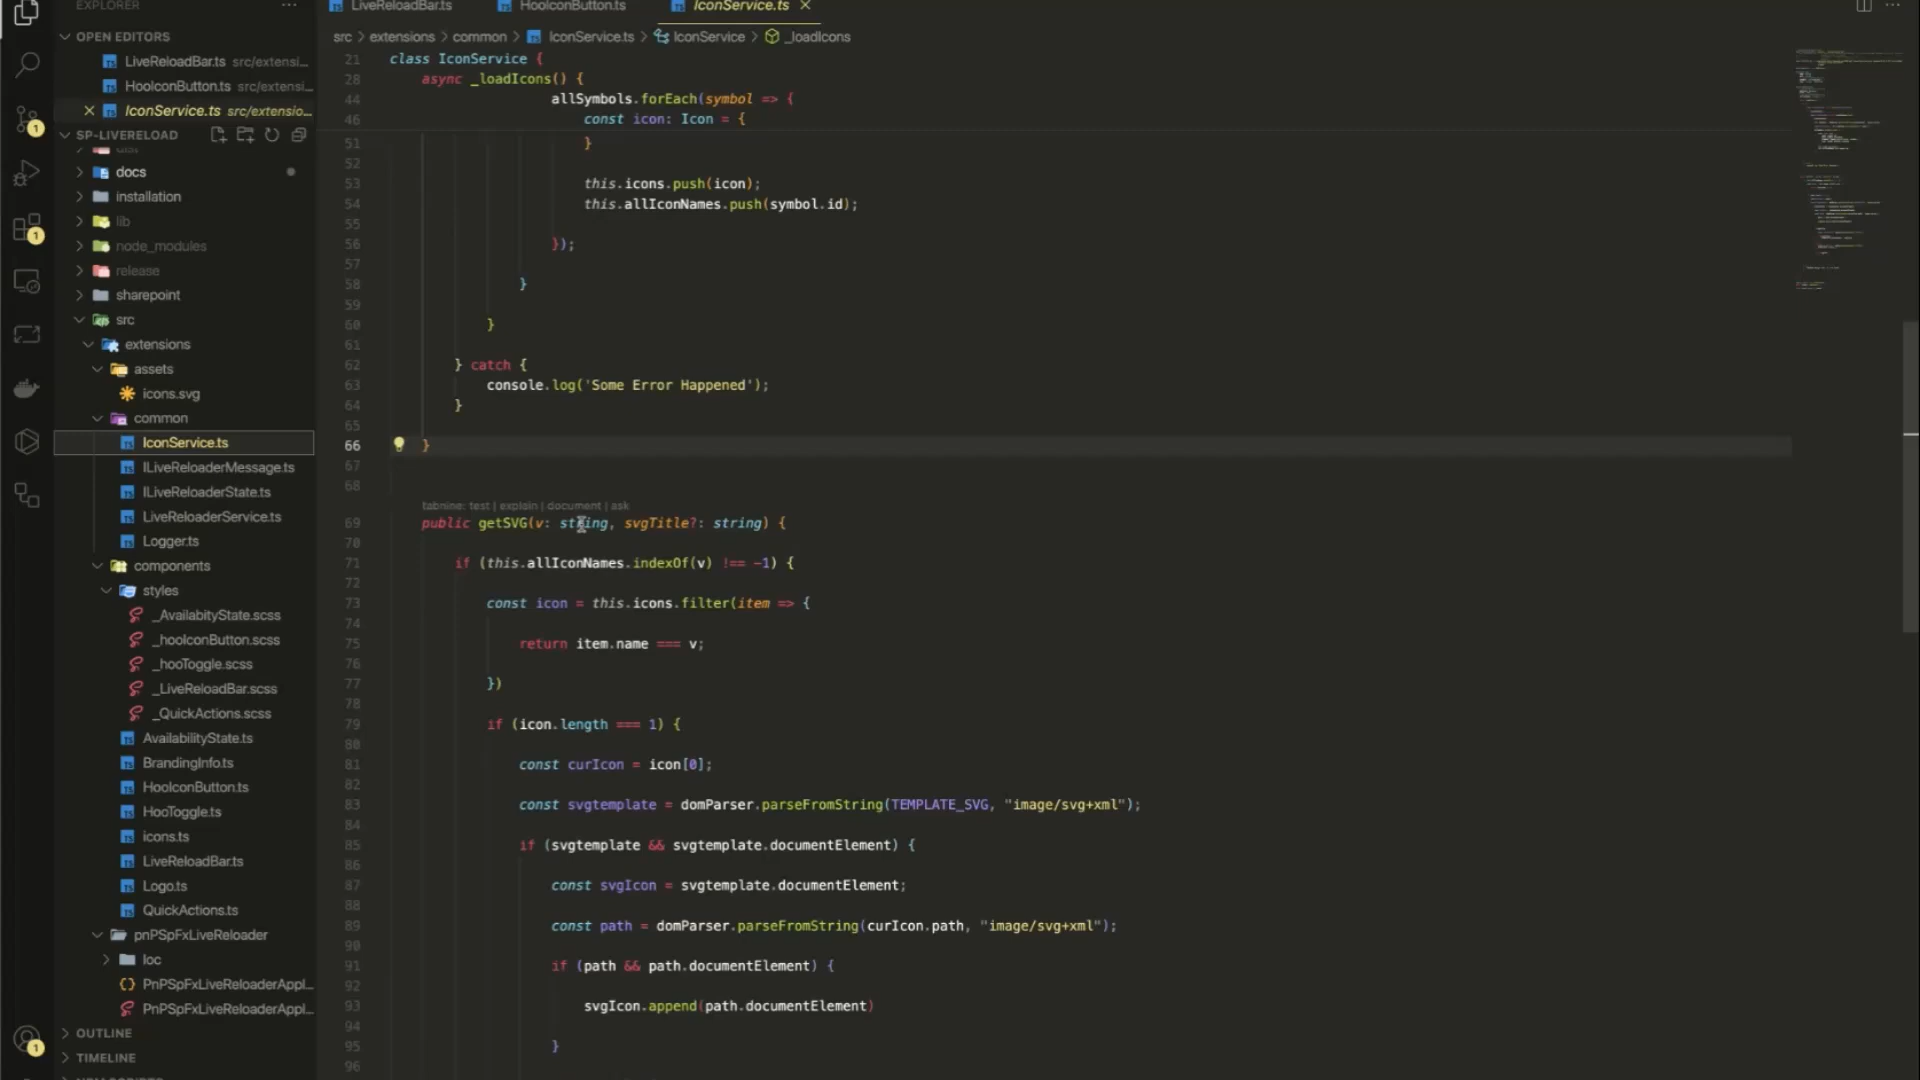 EXPLORER
OPEN EDITORS
LiveReloadBar.ts src/extensi...
HooIconButton.ts src/extensi...
IconService.ts src/extensio...
SP-LIVERELOAD
docs
installation
lib
node_modules
release
sharepoint
src
extensions
assets
icons.svg
common
IconService.ts
ILiveReloaderMessage.ts
ILiveReloaderState.ts
LiveReloaderService.ts
Logger.ts
components
styles
_AvailabityState.scss
_hooIconButton.scss
_hooToggle.scss
_LiveReloadBar.scss
_QuickActions.scss
AvailabilityState.ts
BrandingInfo.ts
HooIconButton.ts
HooToggle.ts
icons.ts
LiveReloadBar.ts
Logo.ts
QuickActions.ts
pnPSpFxLiveReloader
loc
PnPSpFxLiveReloaderAppl...
PnPSpFxLiveReloaderAppl...
OUTLINE
TIMELINE
1
1
1
LiveReloadBar.ts HooIconButton.ts IconService.ts
src > extensions > common > IconService.ts > IconService > _loadIcons
21 class IconService {
28 async _loadIcons() {
44 allSymbols.forEach(symbol => {
46 const icon: Icon = {
51 }
52
53 this.icons.push(icon);
54 this.allIconNames.push(symbol.id);
55
56 });
57
58 }
59
60 }
61
62 } catch {
63 console.log('Some Error Happened');
64 }
65
66 }
67
68
tabnine: test | explain | document | ask
69 public getSVG(v: string, svgTitle?: string) {
70
71 if (this.allIconNames.indexOf(v) !== -1) {
72
73 const icon = this.icons.filter(item => {
74
75 return item.name === v;
76
77 })
78
79 if (icon.length === 1) {
80
81 const curIcon = icon[0];
82
83 const svgtemplate = domParser.parseFromString(TEMPLATE_SVG, "image/svg+xml");
84
85 if (svgtemplate && svgtemplate.documentElement) {
86
87 const svgIcon = svgtemplate.documentElement;
88
89 const path = domParser.parseFromString(curIcon.path, "image/svg+xml");
90
91 if (path && path.documentElement) {
92
93 svgIcon.append(path.documentElement)
94
95 }
96